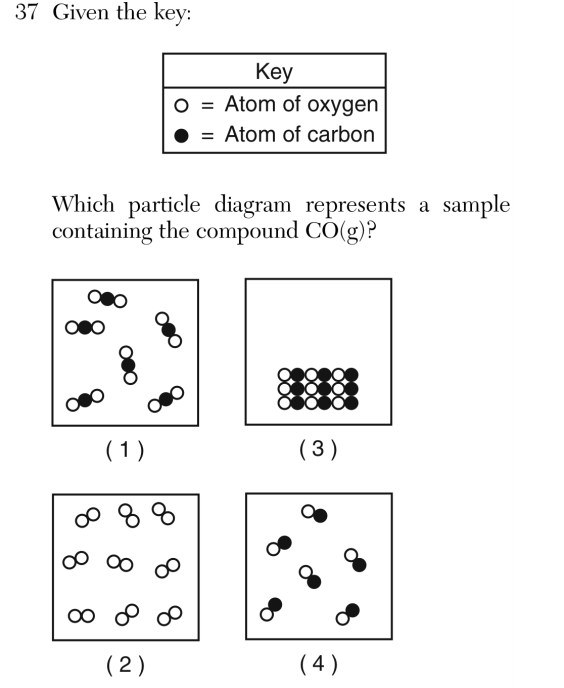 37 Given the key:
Key
= Atom of oxygen
= Atom of carbon
Which particle diagram represents a sample
containing the compound CO(g)?
(1)
(3)
(2)
(4)